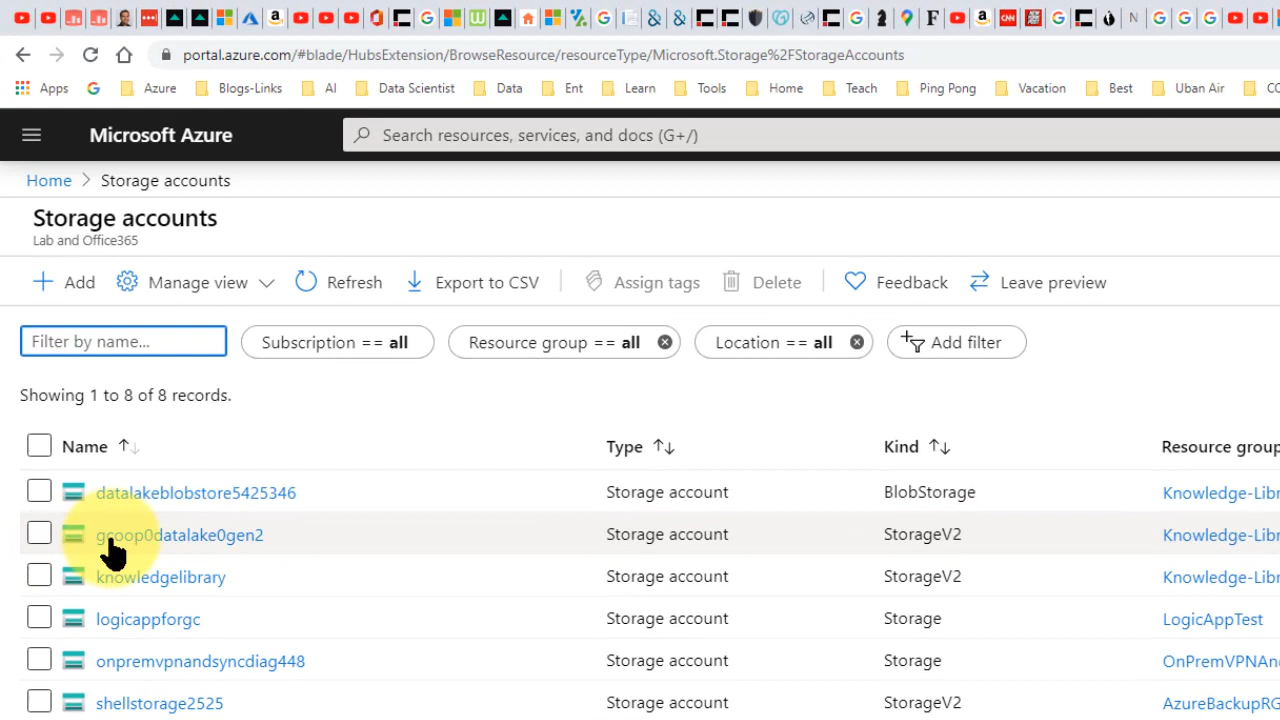 portal.azure.com/#blade/HubsExtension/BrowseResource/resourceType/Microsoft.Storage%2FStorageAccounts
Apps Azure Blogs-Links AI Data Scientist Data Ent Learn Tools Home Teach Ping Pong Vacation Best Uban Air
Microsoft Azure Search resources, services, and docs (G+/)
Home > Storage accounts
Storage accounts
Lab and Office365
Add Manage view Refresh Export to CSV Assign tags Delete Feedback Leave preview
Filter by name... Subscription == all Resource group == all Location == all Add filter
Showing 1 to 8 of 8 records.
Name Type Kind Resource group
datalakeblobstore5425346 Storage account BlobStorage Knowledge-Libr
gcoop0datalake0gen2 Storage account StorageV2 Knowledge-Libr
knowledgelibrary Storage account StorageV2 Knowledge-Libr
logicappforgc Storage account Storage LogicAppTest
onpremvpnandsyncdiag448 Storage account Storage OnPremVPNAn
shellstorage2525 Storage account StorageV2 AzureBackupRG